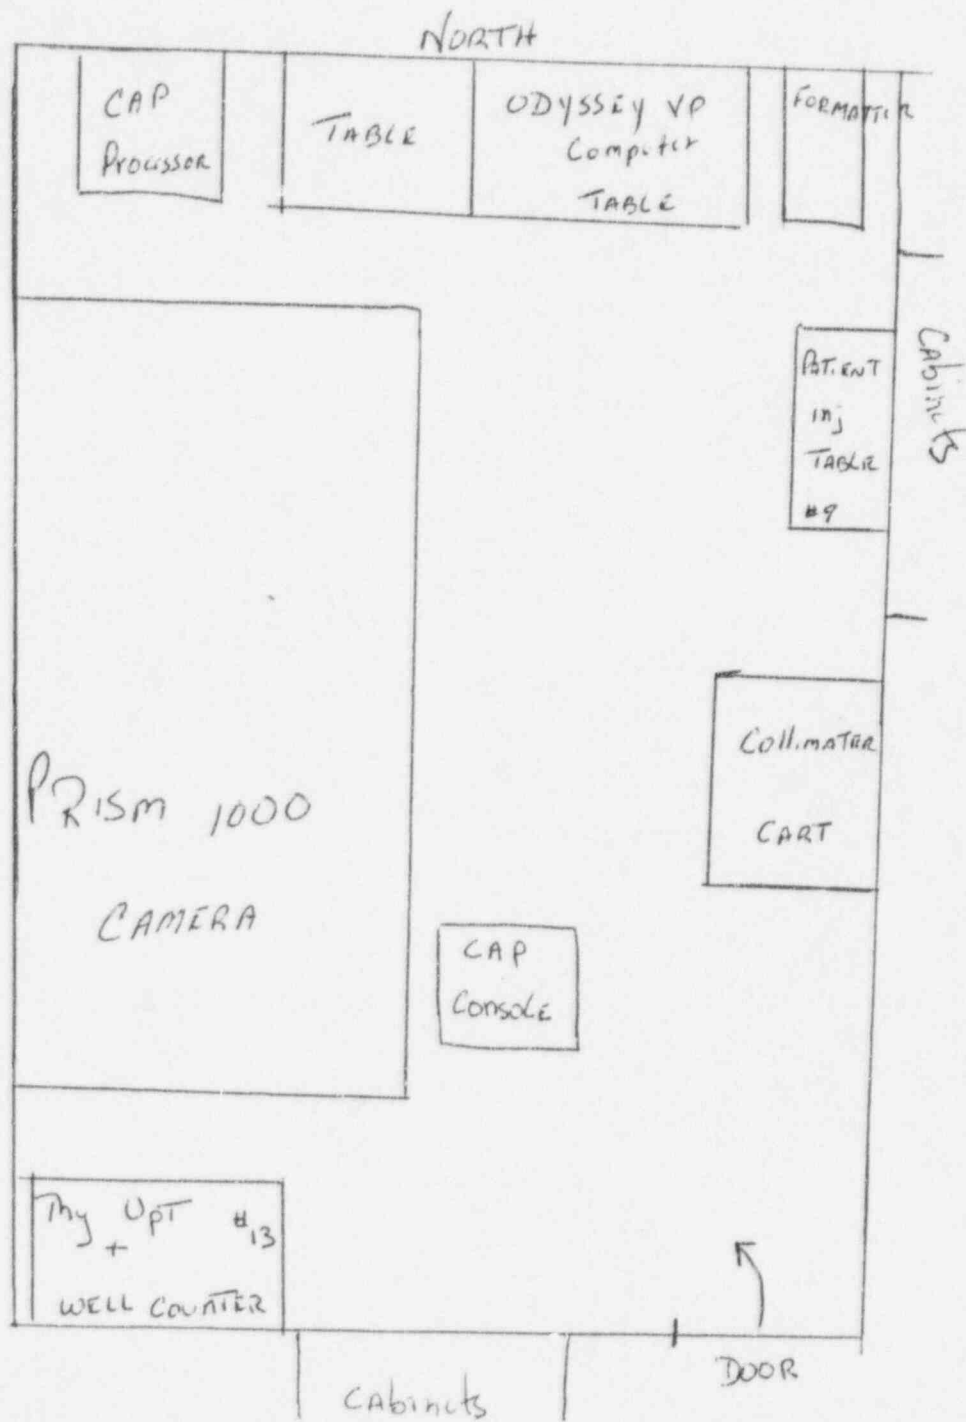 NORTH
CAP
Processor
TABLE
ODYSSEY VP
Computer
TABLE
FORMATTER
Cabinets
PATIENT
inj
TABLE
#9
Collimater
CART
PRISM 1000
CAMERA
CAP
Console
Thy Upt #13
+
WELL COUNTER
DOOR
Cabinets